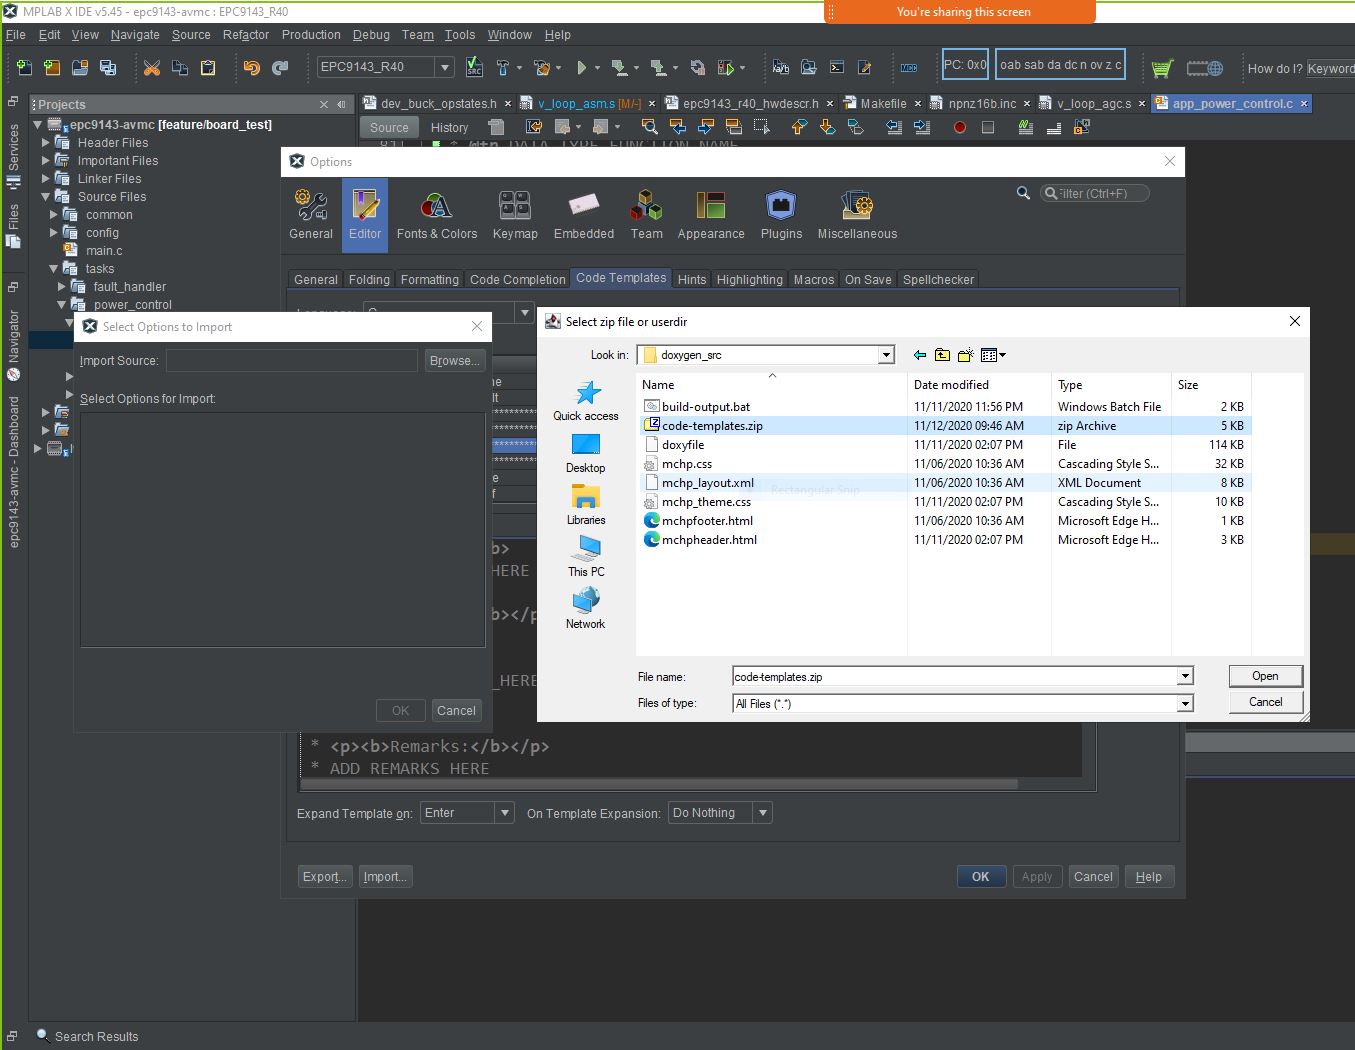 MPLAB X IDE v5.45 - epc9143-avmc : EPC9143_R40
You're sharing this screen
File Edit View Navigate Source Refactor Production Debug Team Tools Window Help
EPC9143_R40
PC: 0x0
oab sab da dc n ov z c
How do I?
Keyword
Projects
dev_buck_opstates.h
v_loop_asm.s [M/-]
epc9143_r40_hwdescr.h
Makefile
npnz16b.inc
v_loop_agc.s
app_power_control.c
Source
History
Services
Files
Navigator
epc9143-avmc - Dashboard
epc9143-avmc [feature/board_test]
Header Files
Important Files
Linker Files
Source Files
common
config
main.c
tasks
fault_handler
power_control
Options
General
Editor
Fonts & Colors
Keymap
Embedded
Team
Appearance
Plugins
Miscellaneous
Filter (Ctrl+F)
General
Folding
Formatting
Code Completion
Code Templates
Hints
Highlighting
Macros
On Save
Spellchecker
Select Options to Import
Import Source:
Browse...
Select Options for Import:
OK
Cancel
Select zip file or userdir
Look in:
doxygen_src
Quick access
Desktop
Libraries
This PC
Network
Name Date modified Type Size
build-output.bat 11/11/2020 11:56 PM Windows Batch File 2 KB
code-templates.zip 11/12/2020 09:46 AM zip Archive 5 KB
doxyfile 11/11/2020 02:07 PM File 114 KB
mchp.css 11/06/2020 10:36 AM Cascading Style S... 32 KB
mchp_layout.xml 11/06/2020 10:36 AM XML Document 8 KB
Rectangular Snip
mchp_theme.css 11/11/2020 02:07 PM Cascading Style S... 10 KB
mchpfooter.html 11/06/2020 10:36 AM Microsoft Edge H... 1 KB
mchpheader.html 11/11/2020 02:07 PM Microsoft Edge H... 3 KB
File name:
code-templates.zip
Open
Files of type:
All Files (*.*)
Cancel
b>
HERE
b></p
_HERE
* <p><b>Remarks:</b></p>
* ADD REMARKS HERE
Expand Template on:
Enter
On Template Expansion:
Do Nothing
Export...
Import...
OK
Apply
Cancel
Help
Search Results